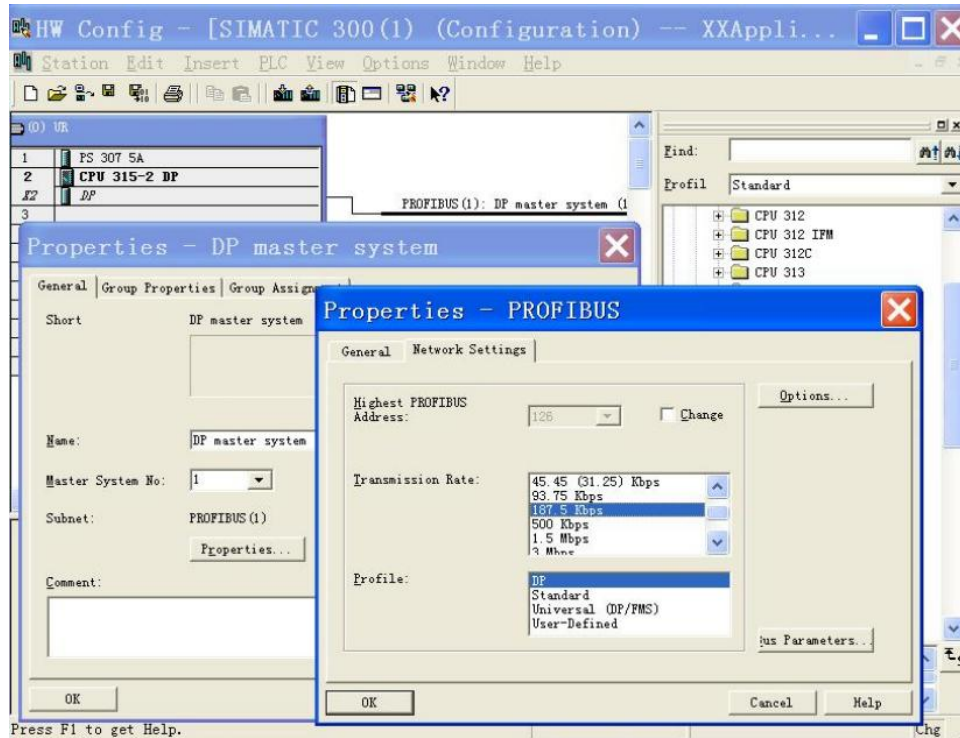 HW Config - [SIMATIC 300(1) (Configuration) -- XXAppli...
Station Edit Insert PLC View Options Window Help
(0) UR
1 PS 307 5A
2 CPU 315-2 DP
X2 DP
3
PROFIBUS(1): DP master system (1
Find:
Profil Standard
CPU 312
CPU 312 IFM
CPU 312C
CPU 313
Properties - DP master system
General Group Properties Group
Short DP master system
Name: DP master system
Master System No: 1
Subnet: PROFIBUS(1)
Properties...
Comment:
OK
Properties - PROFIBUS
General Network Settings
Highest PROFIBUS
Address: 126 Change
Options...
Transmission Rate:
45.45 (31.25) Kbps
93.75 Kbps
187.5 Kbps
500 Kbps
1.5 Mbps
3 Mbps
Profile:
DP
Standard
Universal (DP/FMS)
User-Defined
us Parameters...
OK Cancel Help
Press F1 to get Help.
Chg